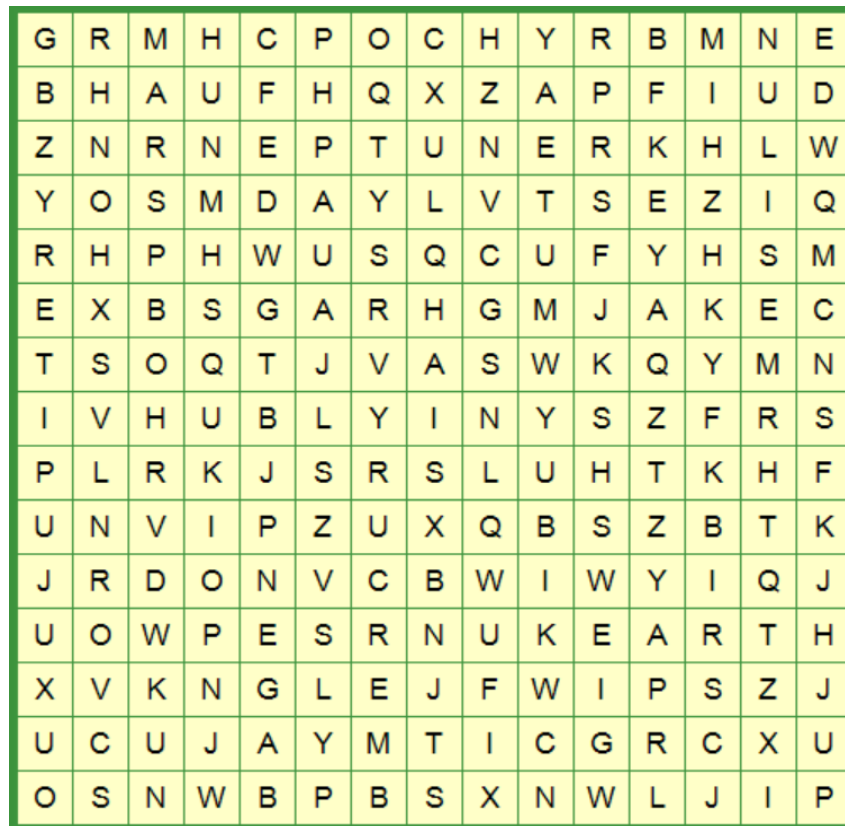 G R M H C P O C H Y R B M N E
B H A U F H Q X Z A P F I U D
Z N R N E P T U N E R K H L W
Y O S M D A Y L V T S E Z I Q
R H P H W U S Q C U F Y H S M
E X B S G A R H G M J A K E C
T S O Q T J V A S W K Q Y M N
I V H U B L Y I N Y S Z F R S
P L R K J S R S L U H T K H F
U N V I P Z U X Q B S Z B T K
J R D O N V C B W I W Y I Q J
U O W P E S R N U K E A R T H
X V K N G L E J F W I P S Z J
U C U J A Y M T I C G R C X U
O S N W B P B S X N W L J I P